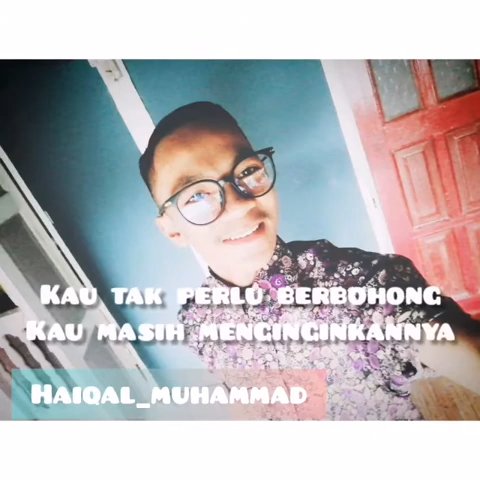 Kau tak perlu berbohong
Kau masih menginginkannya
Haiqal_muhammad